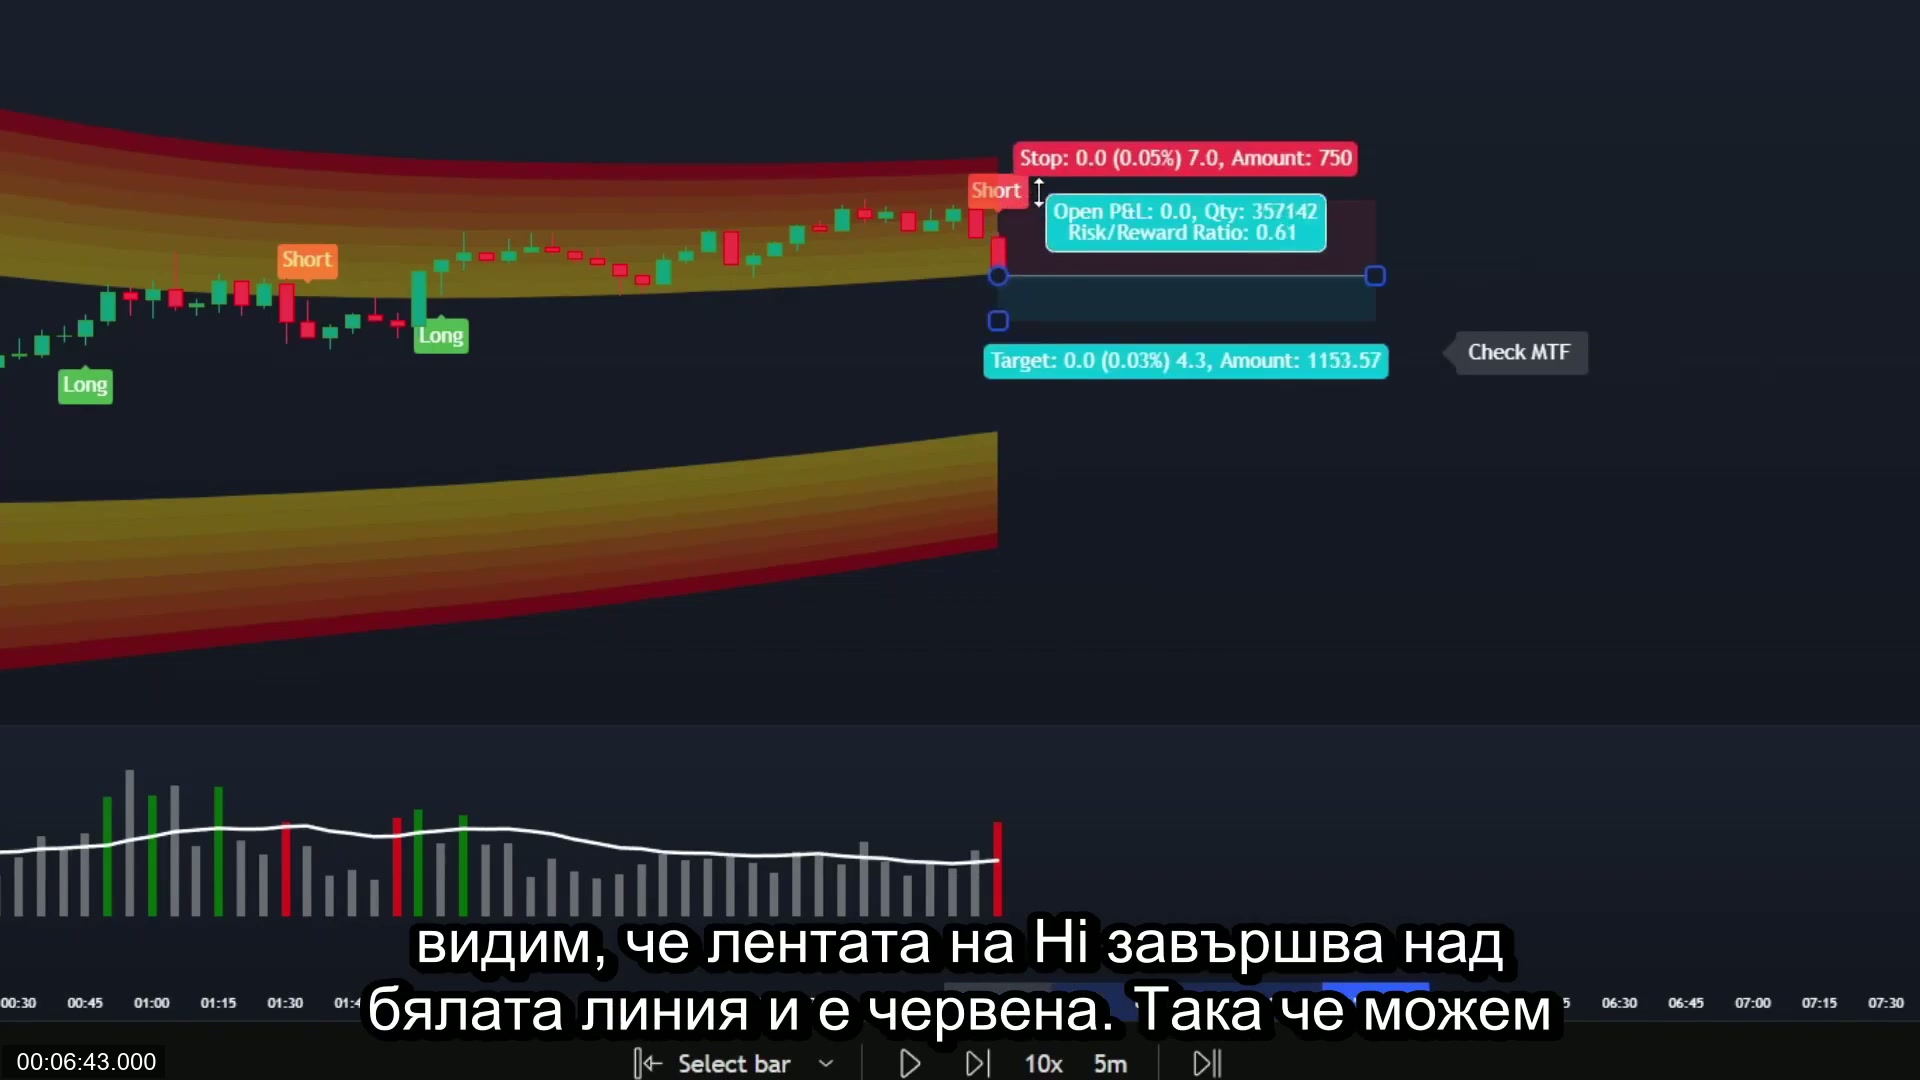 Stop: 0.0 (0.05%) 7.0, Amount: 750
Short
Open P&L: 0.0, Qty: 357142
Risk/Reward Ratio: 0.61
Short
Long
Target: 0.0 (0.03%) 4.3, Amount: 1153.57
Check MTF
Long
видим, че лентата на Hi завършва над
00:30 00:45 01:00 01:15 01:30 06:30 06:45 07:00 07:15 07:30
бялата линия и е червена. Така че можем
00:06:43.000
Select bar 10x 5m